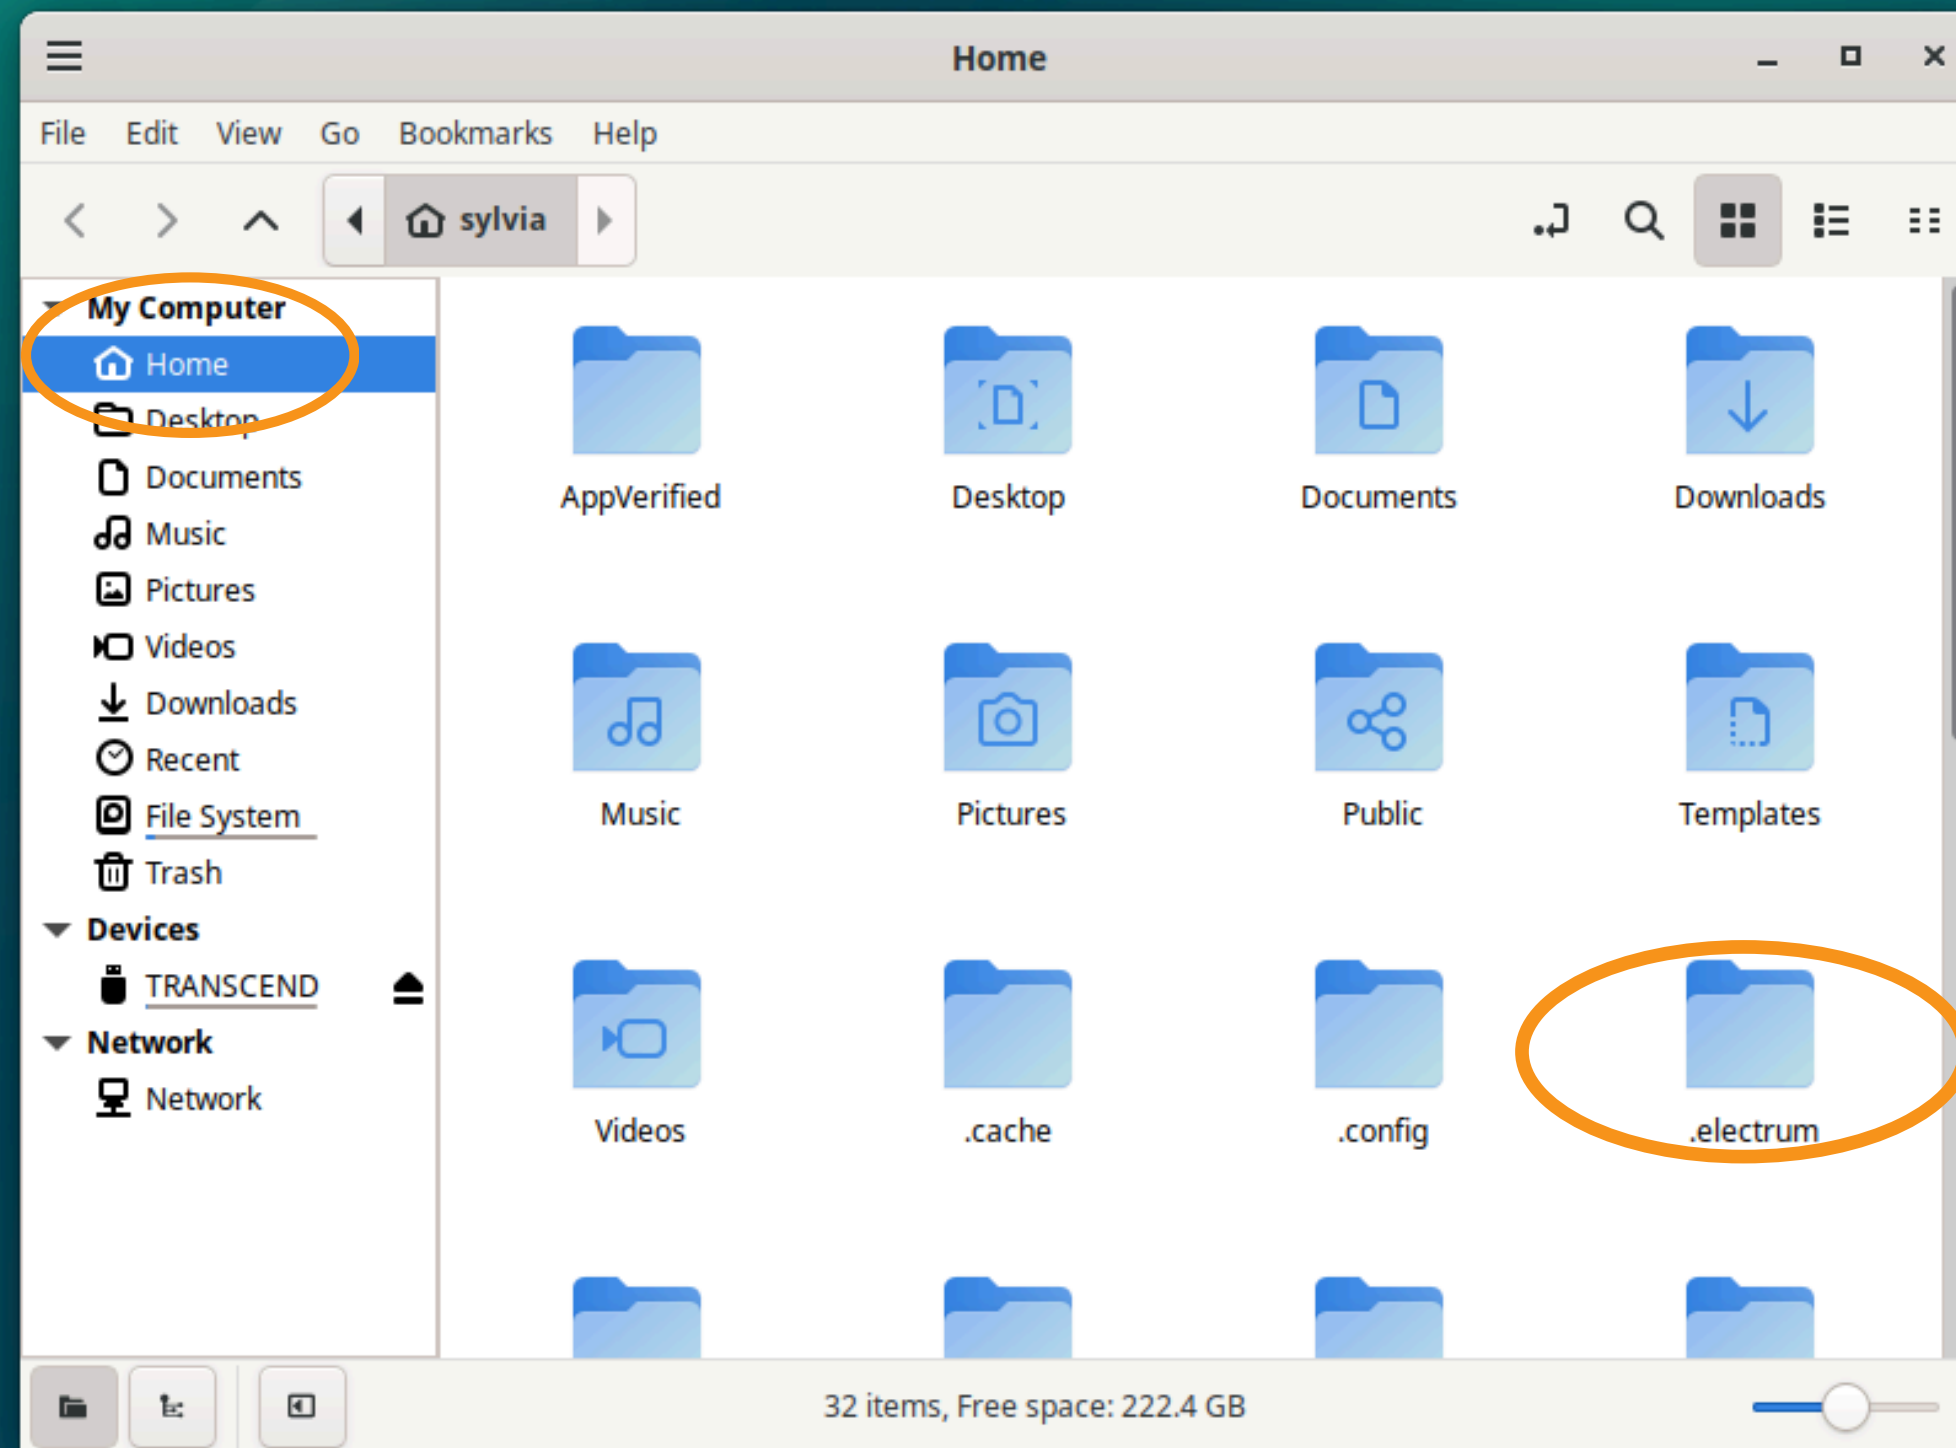 Home
File Edit View Go Bookmarks Help
sylvia
My Computer
Home
Desktop
Documents
Music
Pictures
Videos
Downloads
Recent
File System
Trash
Devices
TRANSCEND
Network
Network
AppVerified Desktop Documents Downloads
Music Pictures Public Templates
Videos .cache .config .electrum
32 items, Free space: 222.4 GB